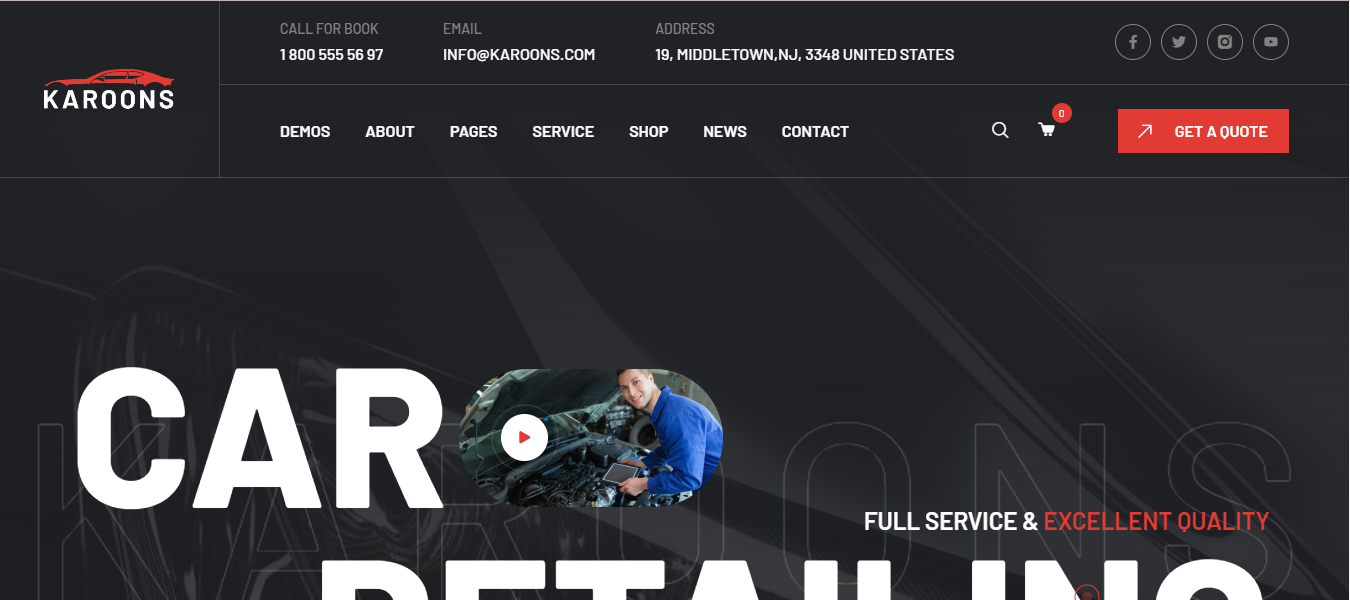 KAROONS
CALL FOR BOOK
1 800 555 56 97
EMAIL
INFO@KAROONS.COM
ADDRESS
19, MIDDLETOWN,NJ, 3348 UNITED STATES
DEMOS ABOUT PAGES SERVICE SHOP NEWS CONTACT
0
GET A QUOTE
CAR
KAROONS
FULL SERVICE & EXCELLENT QUALITY
DETAILING